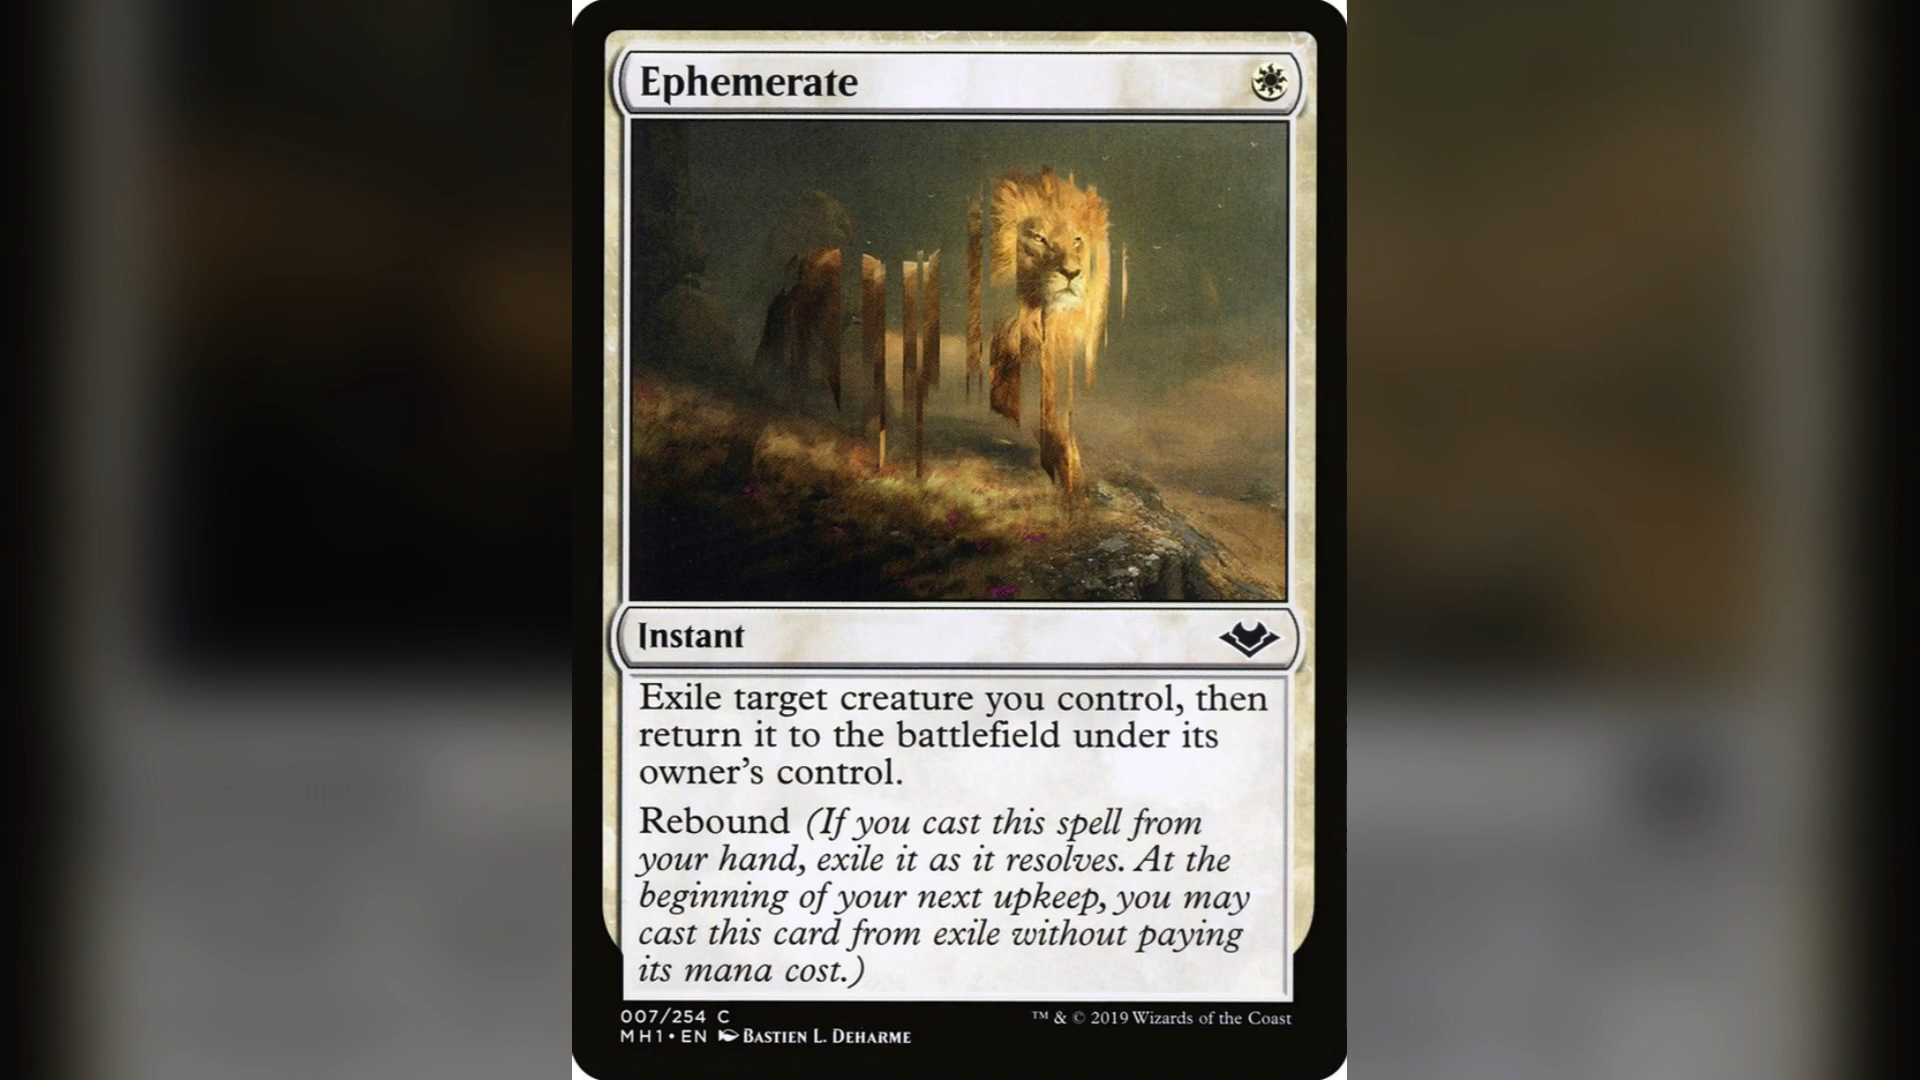 Ephemerate
Instant
Exile target creature you control, then
return it to the battlefield under its
owner’s control.
Rebound (If you cast this spell from
your hand, exile it as it resolves. At the
beginning of your next upkeep, you may
cast this card from exile without paying
its mana cost.)
007/254 C
MH1 • EN BASTIEN L. DEHARME
™ & © 2019 Wizards of the Coast